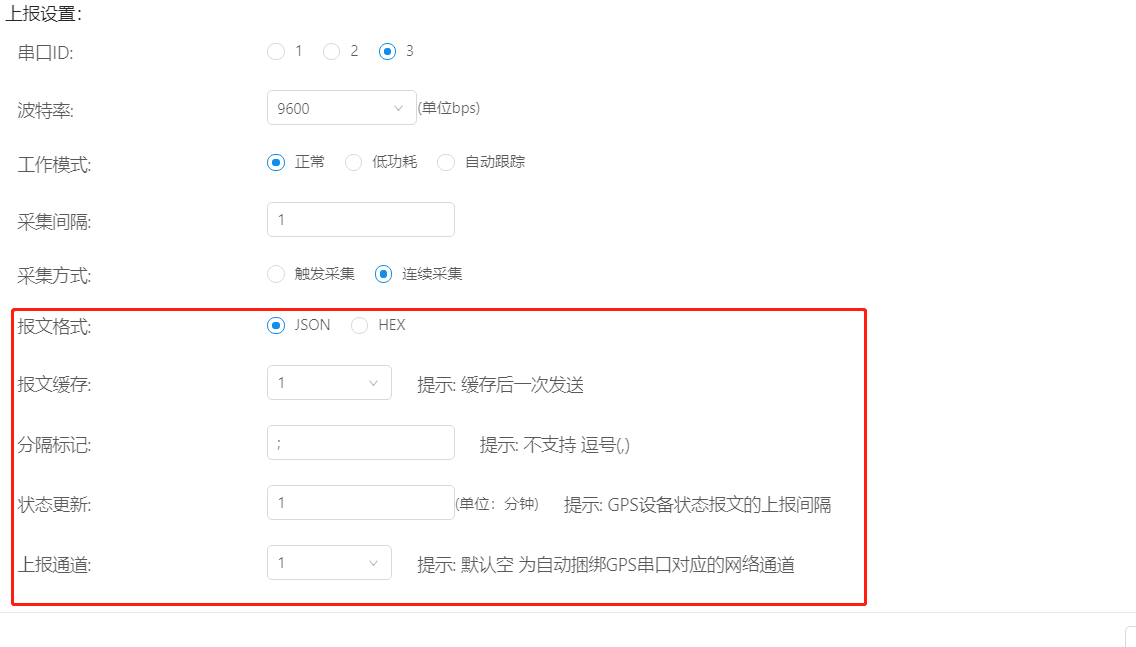 上报设置:
串口ID: 1 2 3
波特率: 9600 (单位bps)
工作模式: 正常 低功耗 自动跟踪
采集间隔: 1
采集方式: 触发采集 连续采集
报文格式: JSON HEX
报文缓存: 1 提示: 缓存后一次发送
分隔标记: ; 提示: 不支持 逗号(,)
状态更新: 1 (单位：分钟) 提示: GPS设备状态报文的上报间隔
上报通道: 1 提示: 默认空 为自动捆绑GPS串口对应的网络通道